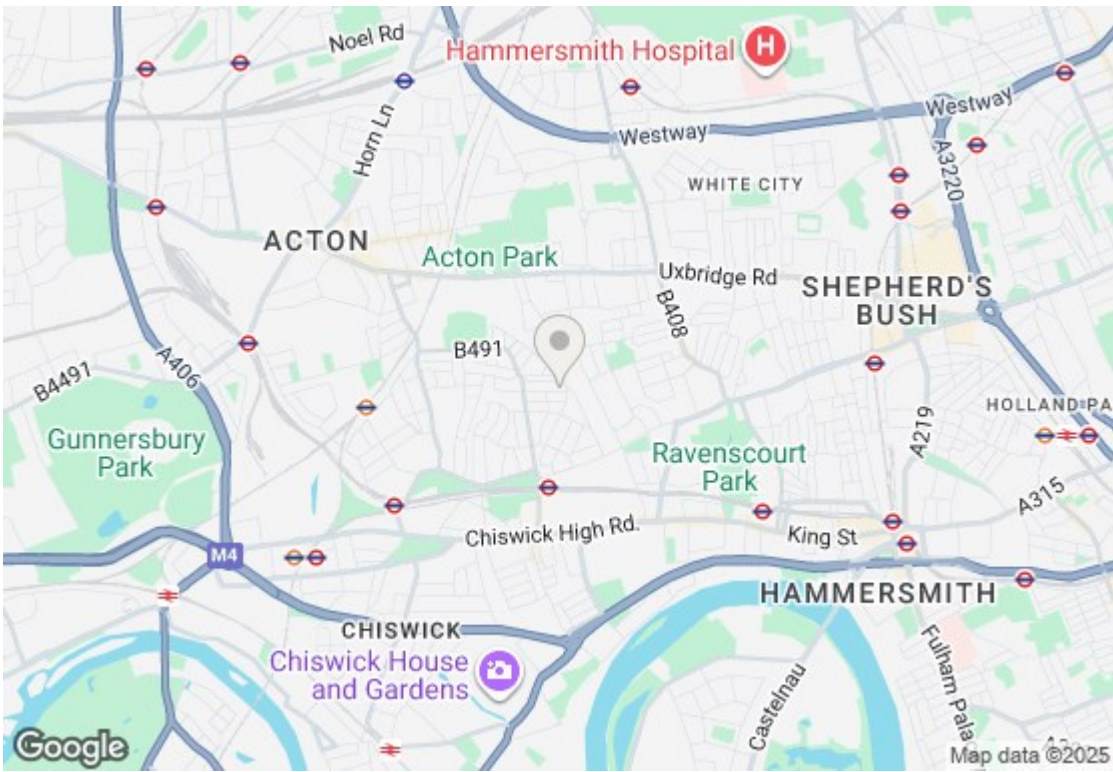 Noel Rd
Hammersmith Hospital
H
Horn Ln
Westway
Westway
A3220
WHITE CITY
ACTON
Acton Park
Uxbridge Rd
SHEPHERD'S
BUSH
B408
B491
A406
B4491
HOLLAND PA
A219
Gunnersbury
Park
Ravenscourt
Park
A315
Chiswick High Rd.
King St
M4
HAMMERSMITH
CHISWICK
Chiswick House
and Gardens
Castelnau
Fulham Pala
Google
Map data ©2025